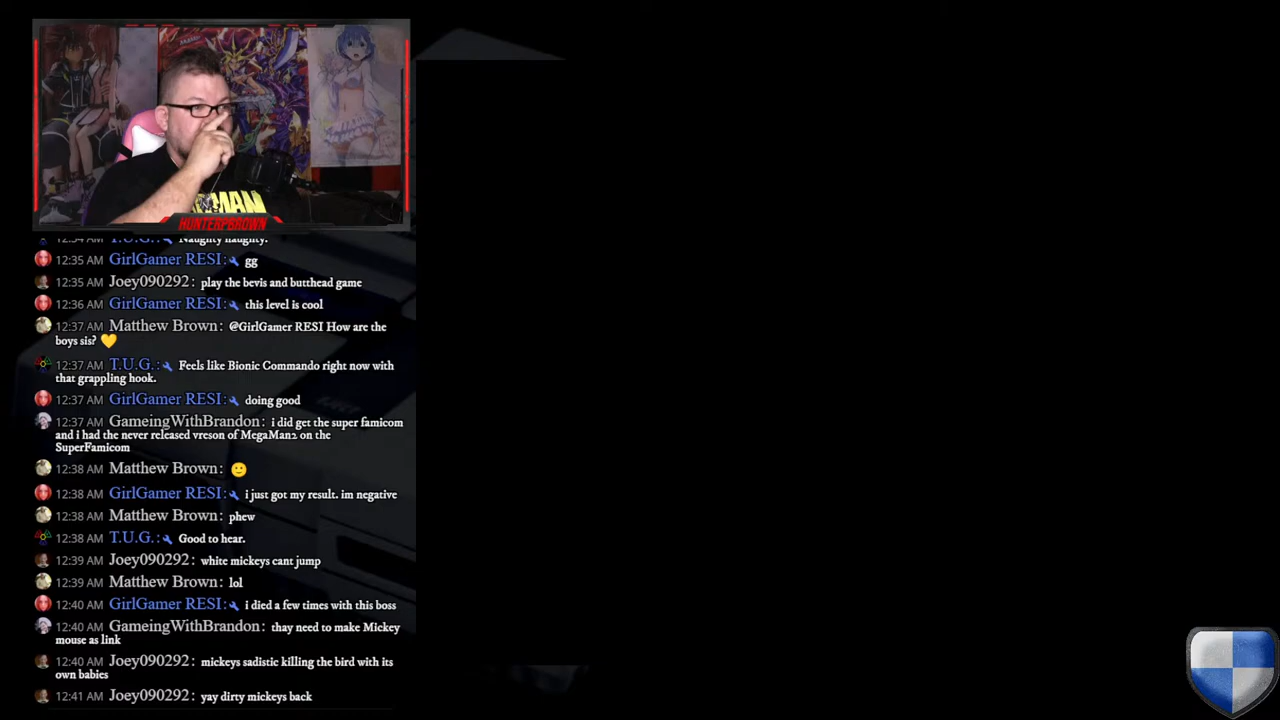 MAN
HUNTERPBROWN
12:34 AM T.U.G.: Naughty naughty.
12:35 AM GirlGamer RESI: gg
12:35 AM Joey090292: play the bevis and butthead game
12:36 AM GirlGamer RESI: this level is cool
12:37 AM Matthew Brown: @GirlGamer RESI How are the
boys sis? 💛
12:37 AM T.U.G.: Feels like Bionic Commando right now with
that grappling hook.
12:37 AM GirlGamer RESI: doing good
12:37 AM GameingWithBrandon: i did get the super famicom
and i had the never released vreson of MegaMan2 on the
SuperFamicom
12:38 AM Matthew Brown: 🙂
12:38 AM GirlGamer RESI: i just got my result. im negative
12:38 AM Matthew Brown: phew
12:38 AM T.U.G.: Good to hear.
12:39 AM Joey090292: white mickeys cant jump
12:39 AM Matthew Brown: lol
12:40 AM GirlGamer RESI: i died a few times with this boss
12:40 AM GameingWithBrandon: thay need to make Mickey
mouse as link
12:40 AM Joey090292: mickeys sadistic killing the bird with its
own babies
12:41 AM Joey090292: yay dirty mickeys back